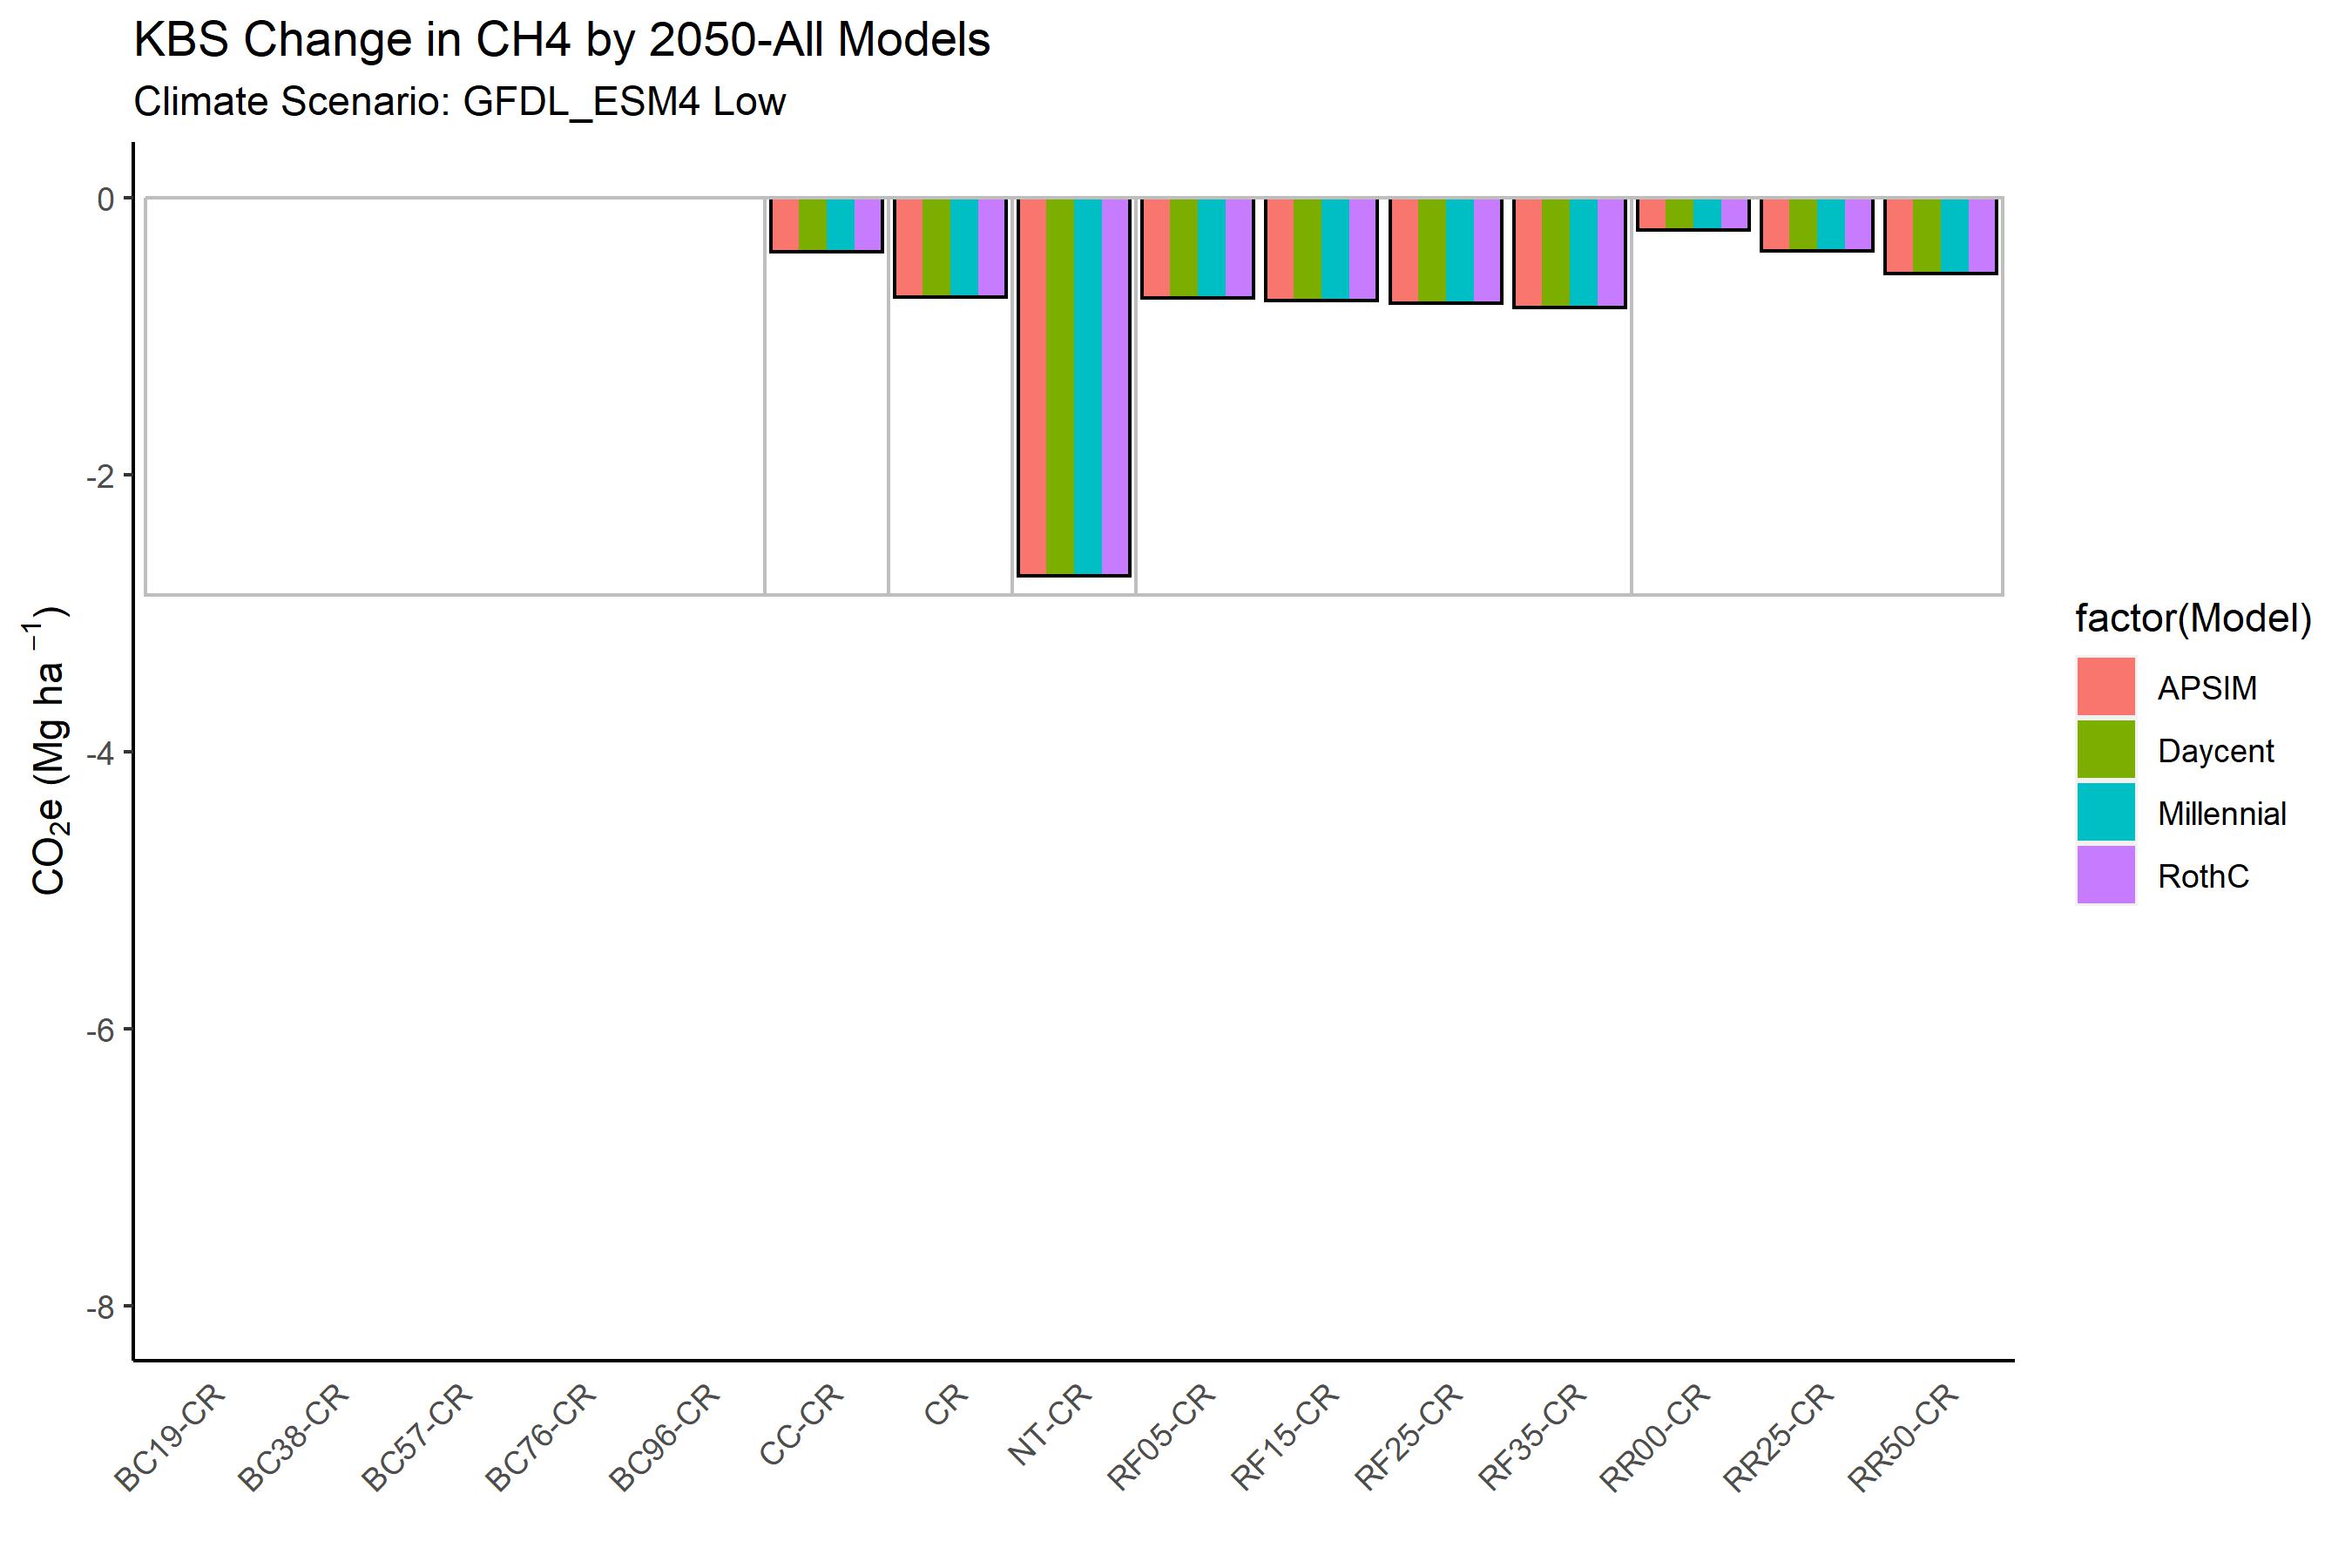 KBS Change in CH4 by 2050-All Models
Climate Scenario: GFDL_ESM4 Low
0
-2
-4
-6
-8
CO₂e (Mg ha ⁻¹)
BC19-CR
BC38-CR
BC57-CR
BC76-CR
BC96-CR
CC-CR
CR
NT-CR
RF05-CR
RF15-CR
RF25-CR
RF35-CR
RR00-CR
RR25-CR
RR50-CR
factor(Model)
APSIM
Daycent
Millennial
RothC